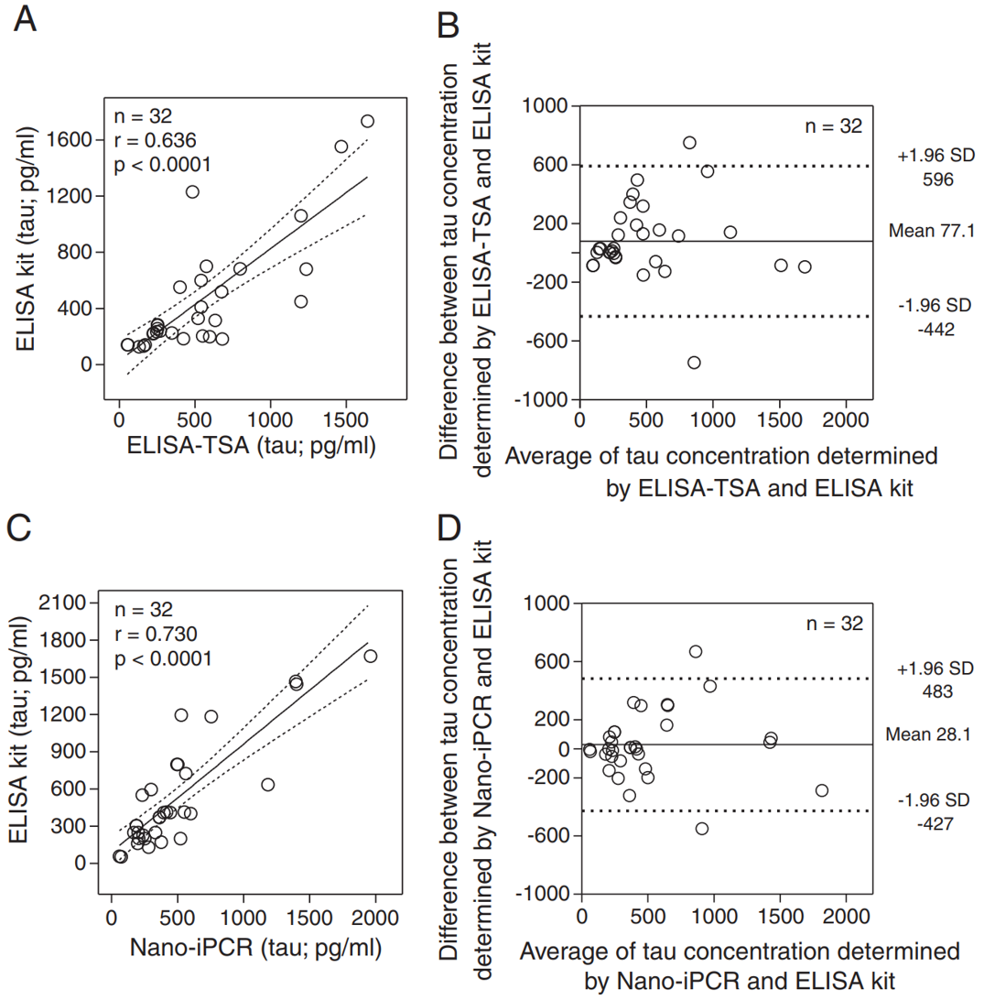 A
ELISA kit (tau; pg/ml)
1600
1200
800
400
0
n = 32
r = 0.636
p < 0.0001
0 500 1000 1500
ELISA-TSA (tau; pg/ml)
B
Difference between tau concentration
determined by ELISA-TSA and ELISA kit
1000
600
200
-200
-600
-1000
n = 32
+1.96 SD
596
Mean 77.1
-1.96 SD
-442
0 500 1000 1500 2000
Average of tau concentration determined
by ELISA-TSA and ELISA kit
C
ELISA kit (tau; pg/ml)
2100
1800
1500
1200
900
600
300
0
n = 32
r = 0.730
p < 0.0001
0 500 1000 1500 2000
Nano-iPCR (tau; pg/ml)
D
Difference between tau concentration
determined by Nano-iPCR and ELISA kit
1000
600
200
0
-200
-600
-1000
n = 32
+1.96 SD
483
Mean 28.1
-1.96 SD
-427
0 500 1000 1500 2000
Average of tau concentration determined
by Nano-iPCR and ELISA kit